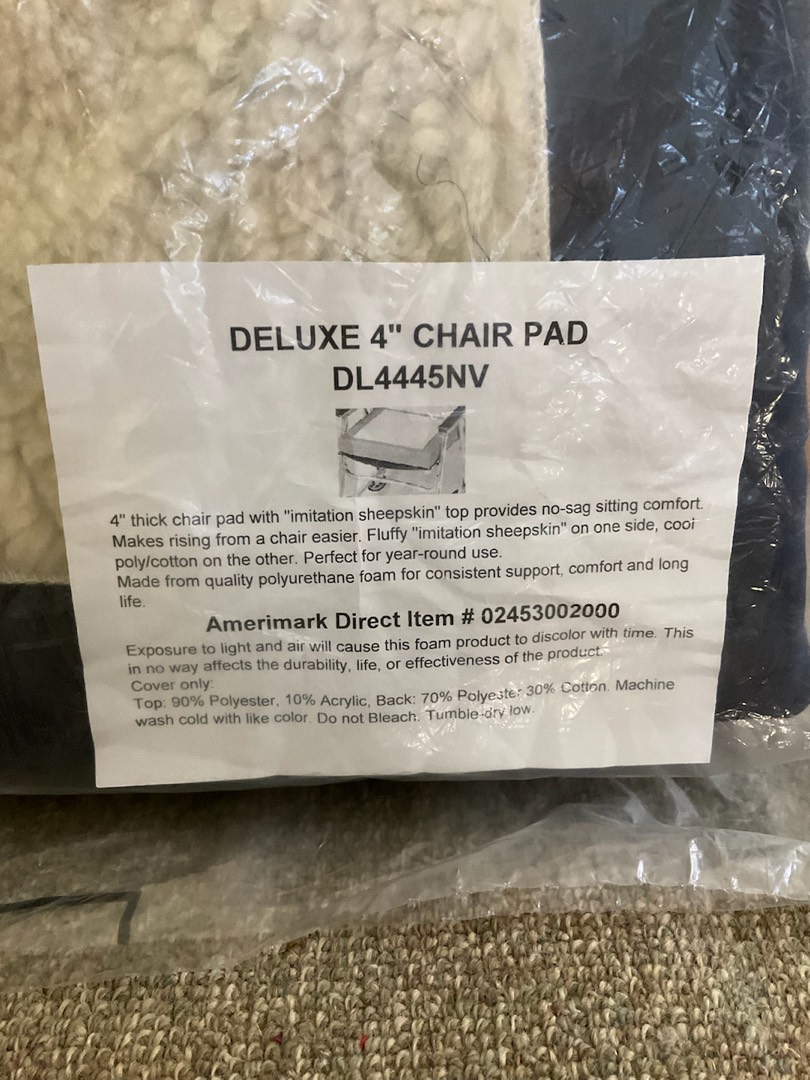 DELUXE 4" CHAIR PAD
DL4445NV
4" thick chair pad with "imitation sheepskin" top provides no-sag sitting comfort.
Makes rising from a chair easier. Fluffy "imitation sheepskin" on one side, cool
poly/cotton on the other. Perfect for year-round use.
Made from quality polyurethane foam for consistent support, comfort and long
life.
Amerimark Direct Item # 02453002000
Exposure to light and air will cause this foam product to discolor with time. This
in no way affects the durability, life, or effectiveness of the product.
Cover only:
Top: 90% Polyester, 10% Acrylic, Back: 70% Polyester 30% Cotton. Machine
wash cold with like color. Do not Bleach. Tumble-dry low.